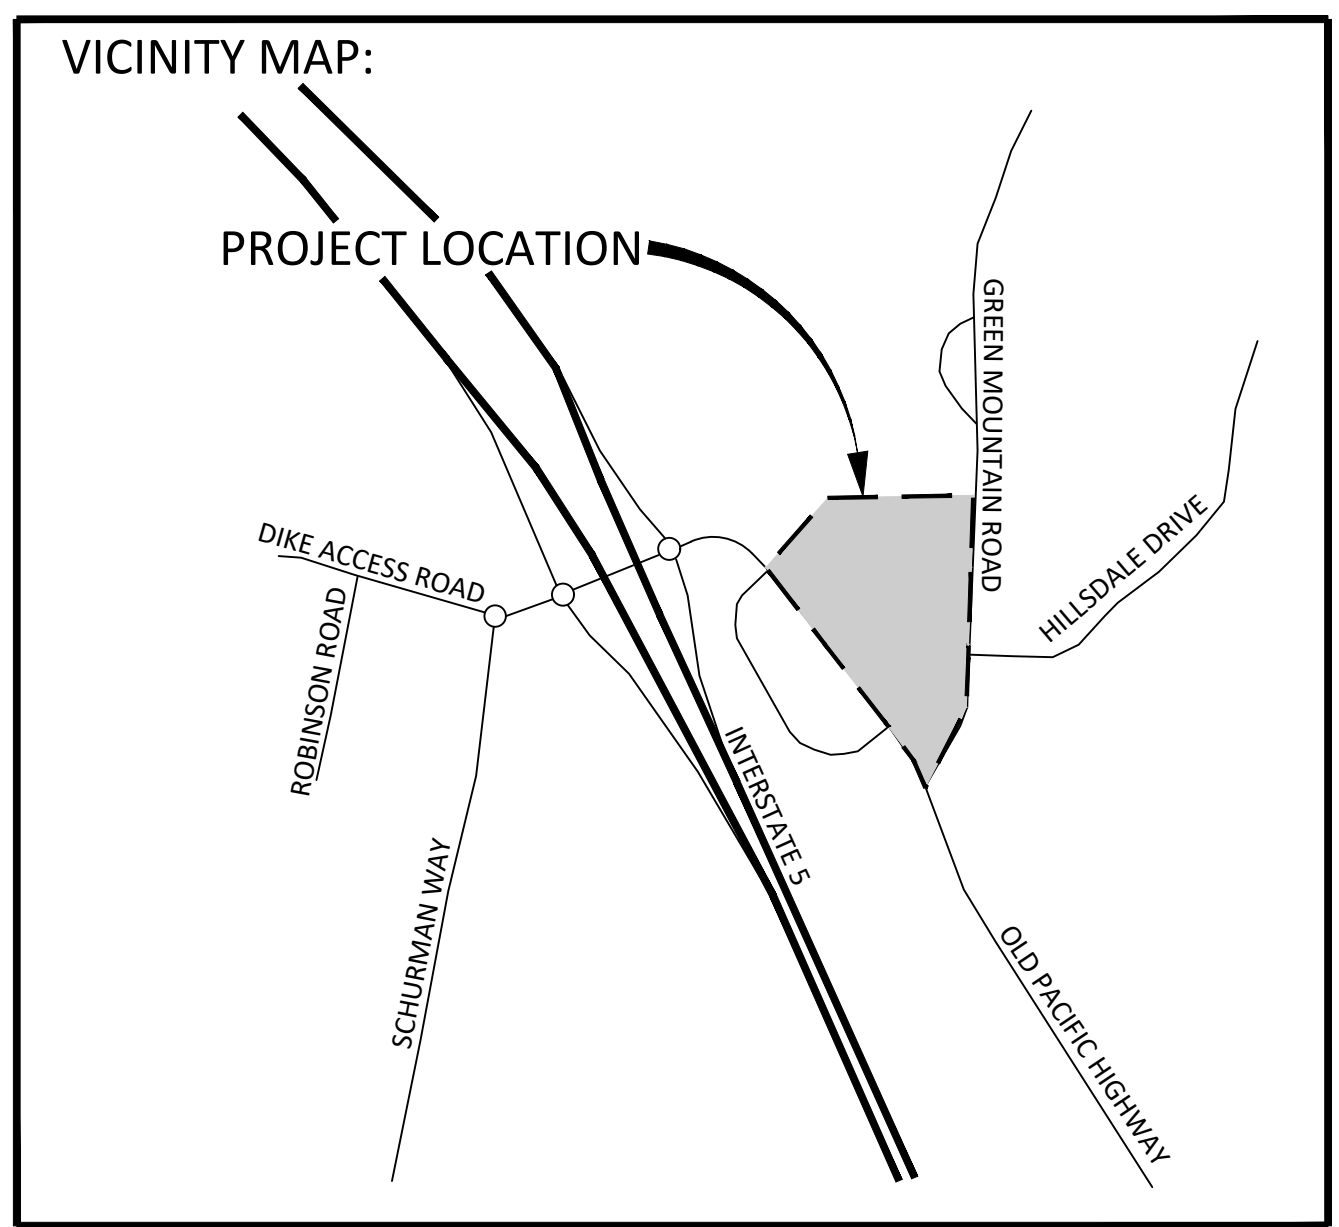 VICINITY MAP:
PROJECT LOCATION
GREEN MOUNTAIN ROAD
HILLSDALE DRIVE
DIKE ACCESS ROAD
ROBINSON ROAD
INTERSTATE 5
SCHURMAN WAY
OLD PACIFIC HIGHWAY